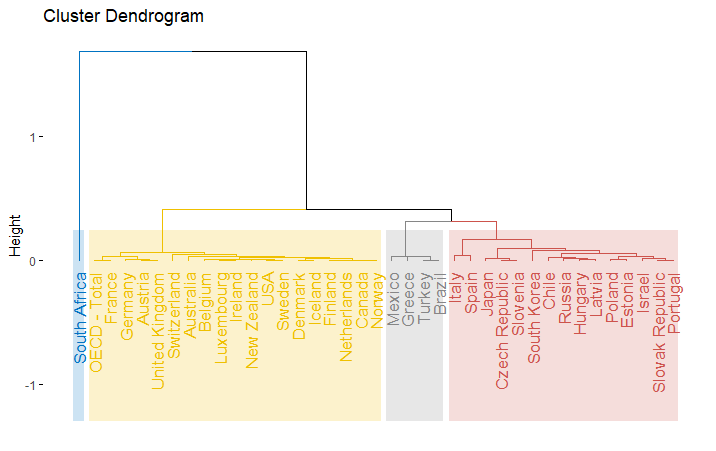 Cluster Dendrogram
Height
1
0
-1
South Africa
OECD - Total
France
Germany
Austria
United Kingdom
Switzerland
Australia
Belgium
Luxembourg
Ireland
New Zealand
USA
Sweden
Denmark
Iceland
Finland
Netherlands
Canada
Norway
Mexico
Greece
Turkey
Brazil
Italy
Spain
Japan
Czech Republic
Slovenia
South Korea
Chile
Russia
Hungary
Latvia
Poland
Estonia
Israel
Slovak Republic
Portugal